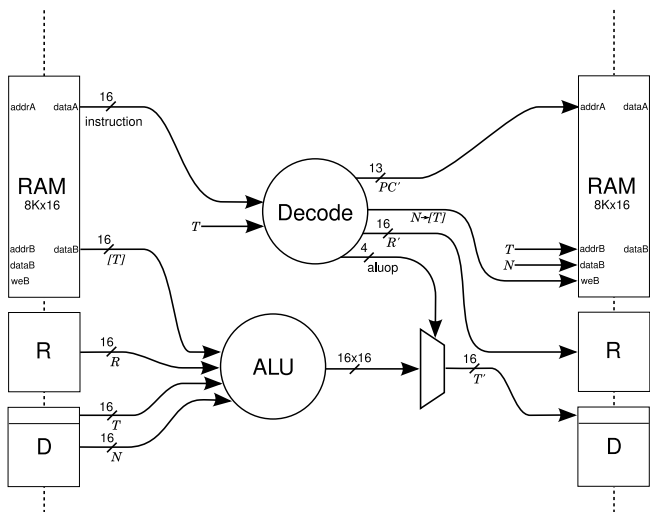 16
addrA dataA
instruction
RAM
8Kx16
addrB dataB
dataB
weB
16
[T]
T
Decode
13
PC′
N→[T]
16
R′
4
aluop
addrA dataA
RAM
8Kx16
T
addrB dataB
N
dataB
weB
R
16
R
ALU
16x16
16
T′
R
16
T
D
16
N
D